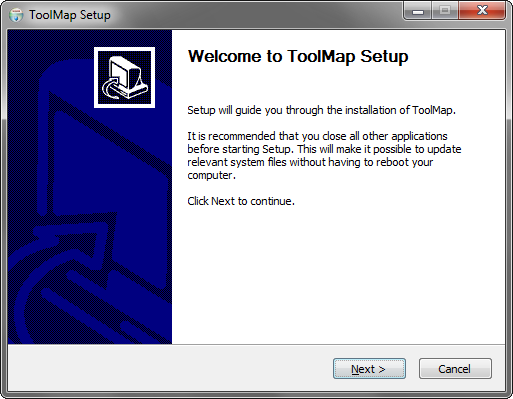 ToolMap Setup
Welcome to ToolMap Setup
Setup will guide you through the installation of ToolMap.
It is recommended that you close all other applications
before starting Setup. This will make it possible to update
relevant system files without having to reboot your
computer.
Click Next to continue.
Next >
Cancel